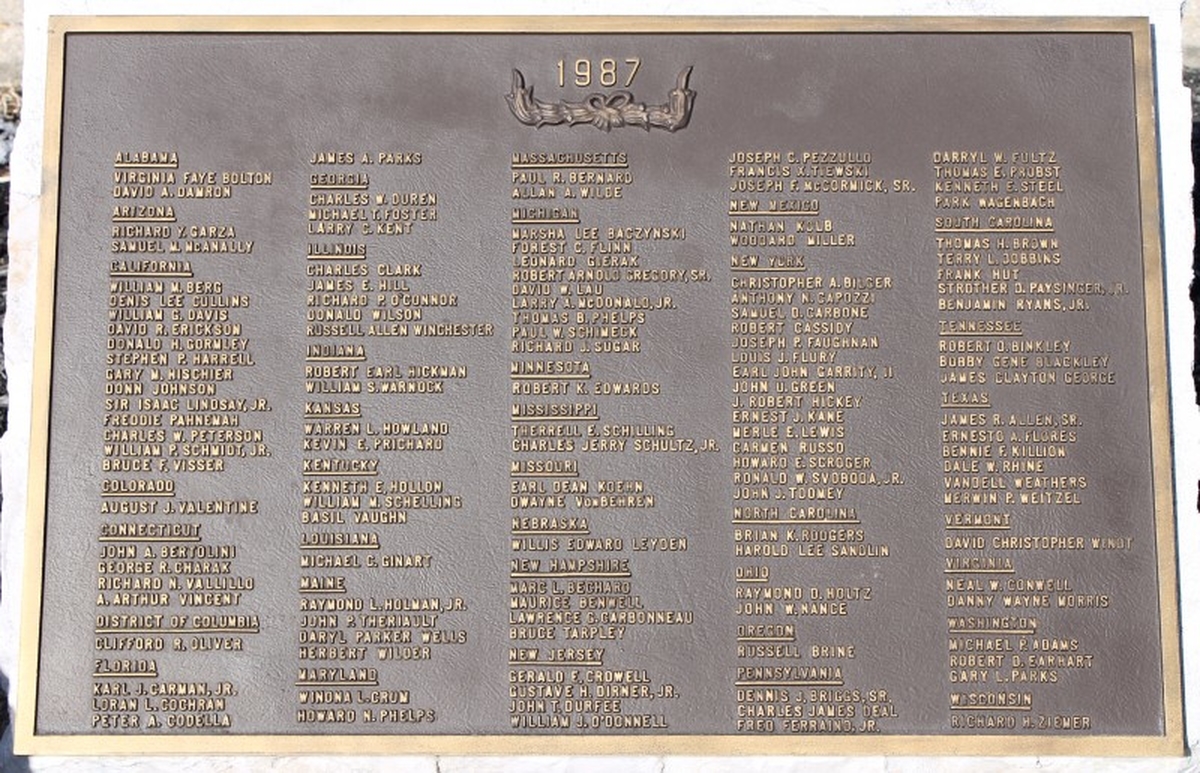 1987
ALABAMA
VIRGINIA FAYE BOLTON
DAVID A. DAMRON
ARIZONA
RICHARD Y. GARZA
SAMUEL M. MCANALLY
CALIFORNIA
WILLIAM M. BERG
DENIS LEE CULLINS
WILLIAM G. DAVIS
DAVID R. ERICKSON
DONALD H. GORMLEY
STEPHEN P. HARRELL
GARY M. HISCHIER
DONN JOHNSON
SIR ISAAC LINDSAY, JR.
FREDDIE PAHNEMAH
CHARLES W. PETERSON
WILLIAM P. SCHMIDT, JR.
BRUCE F. VISSER
COLORADO
AUGUST J. VALENTINE
CONNECTICUT
JOHN A. BERTOLINI
GEORGE R. CHARAK
RICHARD N. VALLILLO
A. ARTHUR VINCENT
DISTRICT OF COLUMBIA
CLIFFORD R. OLIVER
FLORIDA
KARL J. CARMAN, JR.
LORAN L. COCHRAN
PETER A. CODELLA
JAMES A. PARKS
GEORGIA
CHARLES W. DUREN
MICHAEL T. FOSTER
LARRY C. KENT
ILLINOIS
CHARLES CLARK
JAMES E. HILL
RICHARD P. O'CONNOR
DONALD WILSON
RUSSELL ALLEN WINCHESTER
INDIANA
ROBERT EARL HICKMAN
WILLIAM S. WARNOCK
KANSAS
WARREN L. HOWLAND
KEVIN E. PRICHARD
KENTUCKY
KENNETH E. HOLLON
WILLIAM M. SCHELLING
BASIL VAUGHN
LOUISIANA
MICHAEL C. GINART
MAINE
RAYMOND L. HOLMAN, JR.
JOHN P. THERIAULT
DARYL PARKER WELLS
HERBERT WILDER
MARYLAND
WINONA L. CRUM
HOWARD N. PHELPS
MASSACHUSETTS
PAUL R. BERNARD
ALLAN A. WILDE
MICHIGAN
MARSHA LEE BACZYNSKI
FOREST C. FLINN
LEONARD GIERAK
ROBERT ARNOLD GREGORY, SR.
DAVID W. LAU
LARRY A. MCDONALD, JR.
THOMAS B. PHELPS
PAUL W. SCHIMECK
RICHARD J. SUGAR
MINNESOTA
ROBERT K. EDWARDS
MISSISSIPPI
THERRELL E. SCHILLING
CHARLES JERRY SCHULTZ, JR.
MISSOURI
EARL DEAN KOEHN
DWAYNE VONBEHREN
NEBRASKA
WILLIS EDWARD LEYDEN
NEW HAMPSHIRE
MARC L. BECHARD
MAURICE BENWELL
LAWRENCE G. CARBONNEAU
BRUCE TARPLEY
NEW JERSEY
GERALD F. CROWELL
GUSTAVE H. DIRNER, JR.
JOHN T. DURFEE
WILLIAM J. O'DONNELL
JOSEPH C. PEZZULLO
FRANCIS X. TIEWSKI
JOSEPH F. MCCORMICK, SR.
NEW MEXICO
NATHAN KOLB
WOODARD MILLER
NEW YORK
CHRISTOPHER A. BILGER
ANTHONY N. CAPOZZI
SAMUEL D. CARBONE
ROBERT CASSIDY
JOSEPH P. FAUGHNAN
LOUIS J. FLURY
EARL JOHN GARRITY, II
JOHN U. GREEN
J. ROBERT HICKEY
ERNEST J. KANE
MERLE E. LEWIS
CARMEN RUSSO
HOWARD E. SCROGER
RONALD W. SVOBODA, JR.
JOHN J. TOOMEY
NORTH CAROLINA
BRIAN K. RODGERS
HAROLD LEE SANDLIN
OHIO
RAYMOND D. HOLTZ
JOHN W. NANCE
OREGON
RUSSELL BRINE
PENNSYLVANIA
DENNIS J. BRIGGS, SR.
CHARLES JAMES DEAL
FRED FERRAINO, JR.
DARRYL W. FULTZ
THOMAS E. PROBST
KENNETH E. STEEL
PARK WAGENBACH
SOUTH CAROLINA
THOMAS H. BROWN
TERRY L. DOBBINS
FRANK HUT
STROTHER D. PAYSINGER, JR.
BENJAMIN RYANS, JR.
TENNESSEE
ROBERT D. BINKLEY
BOBBY GENE BLACKLEY
JAMES CLAYTON GEORGE
TEXAS
JAMES R. ALLEN, SR.
ERNESTO A. FLORES
BENNIE F. KILLION
DALE W. RHINE
VANDELL WEATHERS
MERWIN P. WEITZEL
VERMONT
DAVID CHRISTOPHER WINDT
VIRGINIA
NEAL W. CONWELL
DANNY WAYNE MORRIS
WASHINGTON
MICHAEL P. ADAMS
ROBERT D. EARHART
GARY L. PARKS
WISCONSIN
RICHARD H. ZIEMER